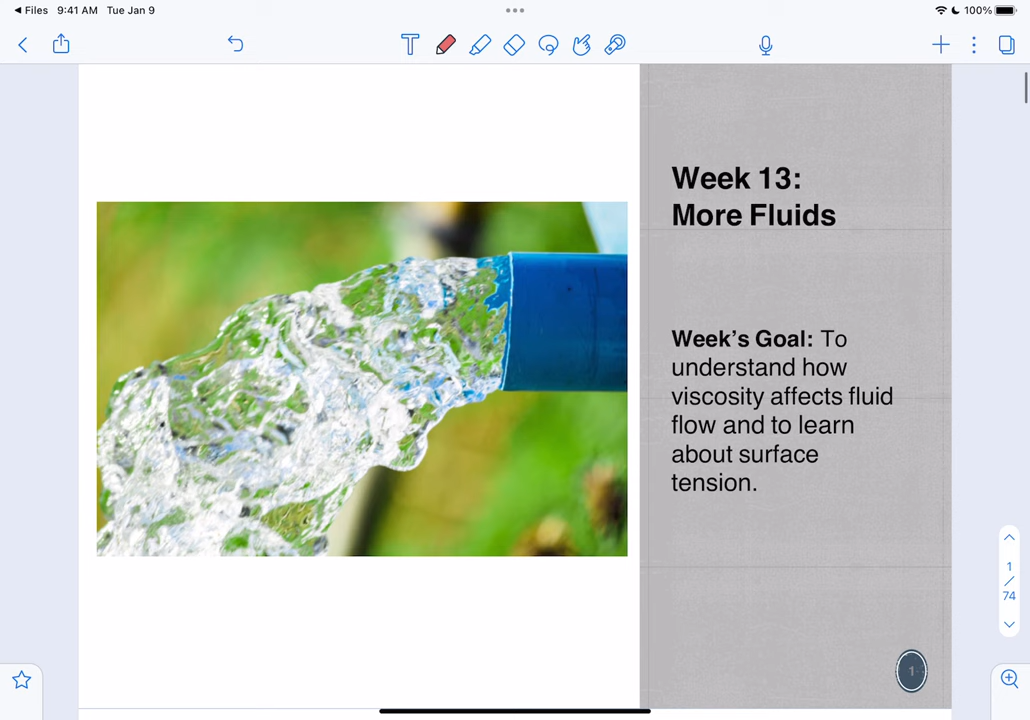 Files 9:41 AM Tue Jan 9
100%
T
Week 13:
More Fluids
Week's Goal: To
understand how
viscosity affects fluid
flow and to learn
about surface
tension.
1
/
74
1